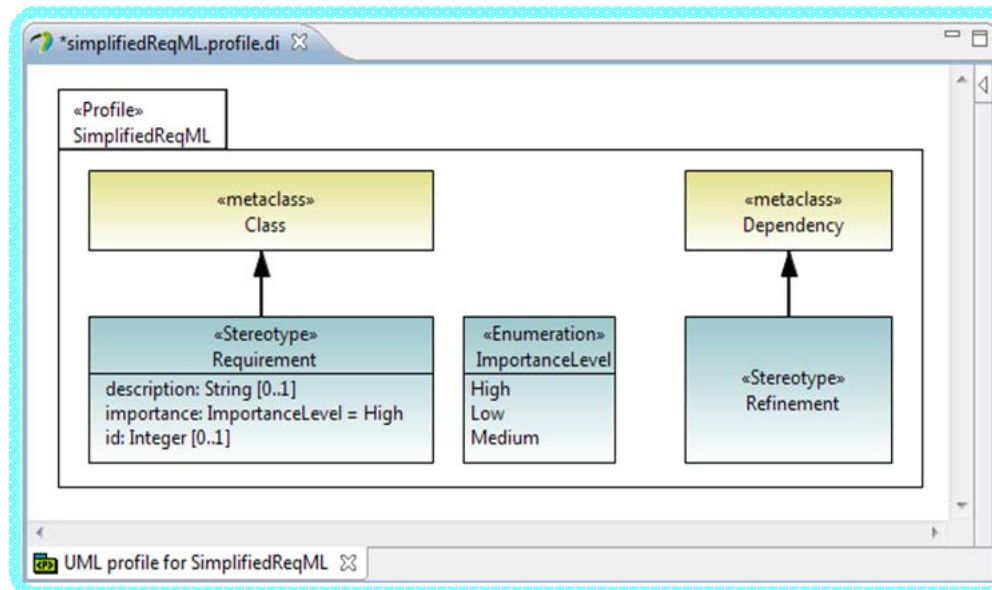 *simplifiedReqML.profile.di
«Profile»
SimplifiedReqML
«metaclass»
Class
«metaclass»
Dependency
«Stereotype»
Requirement
description: String [0..1]
importance: ImportanceLevel = High
id: Integer [0..1]
«Enumeration»
ImportanceLevel
High
Low
Medium
«Stereotype»
Refinement
UML profile for SimplifiedReqML